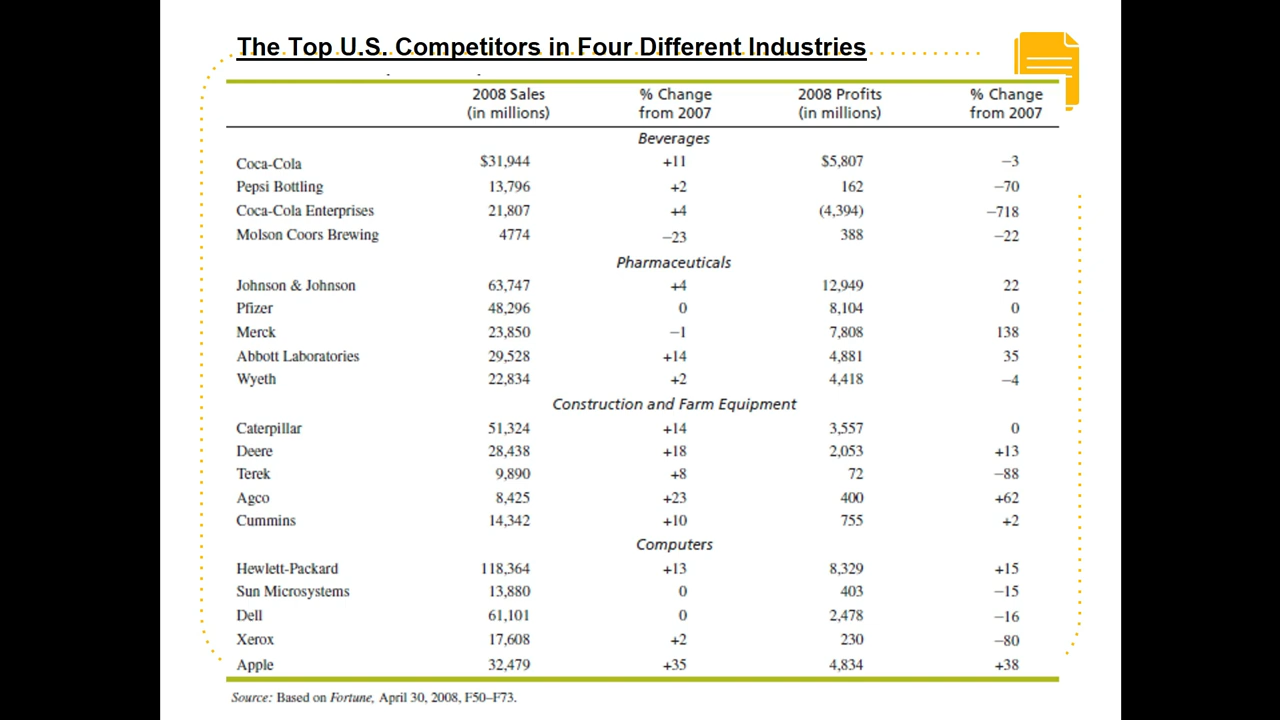 The Top U.S. Competitors in Four Different Industries
2008 Sales (in millions) % Change from 2007 2008 Profits (in millions) % Change from 2007
Beverages
Coca-Cola $31,944 +11 $5,807 −3
Pepsi Bottling 13,796 +2 162 −70
Coca-Cola Enterprises 21,807 +4 (4,394) −718
Molson Coors Brewing 4774 −23 388 −22
Pharmaceuticals
Johnson & Johnson 63,747 +4 12,949 22
Pfizer 48,296 0 8,104 0
Merck 23,850 −1 7,808 138
Abbott Laboratories 29,528 +14 4,881 35
Wyeth 22,834 +2 4,418 −4
Construction and Farm Equipment
Caterpillar 51,324 +14 3,557 0
Deere 28,438 +18 2,053 +13
Terek 9,890 +8 72 −88
Agco 8,425 +23 400 +62
Cummins 14,342 +10 755 +2
Computers
Hewlett-Packard 118,364 +13 8,329 +15
Sun Microsystems 13,880 0 403 −15
Dell 61,101 0 2,478 −16
Xerox 17,608 +2 230 −80
Apple 32,479 +35 4,834 +38
Source: Based on Fortune, April 30, 2008, F50–F73.